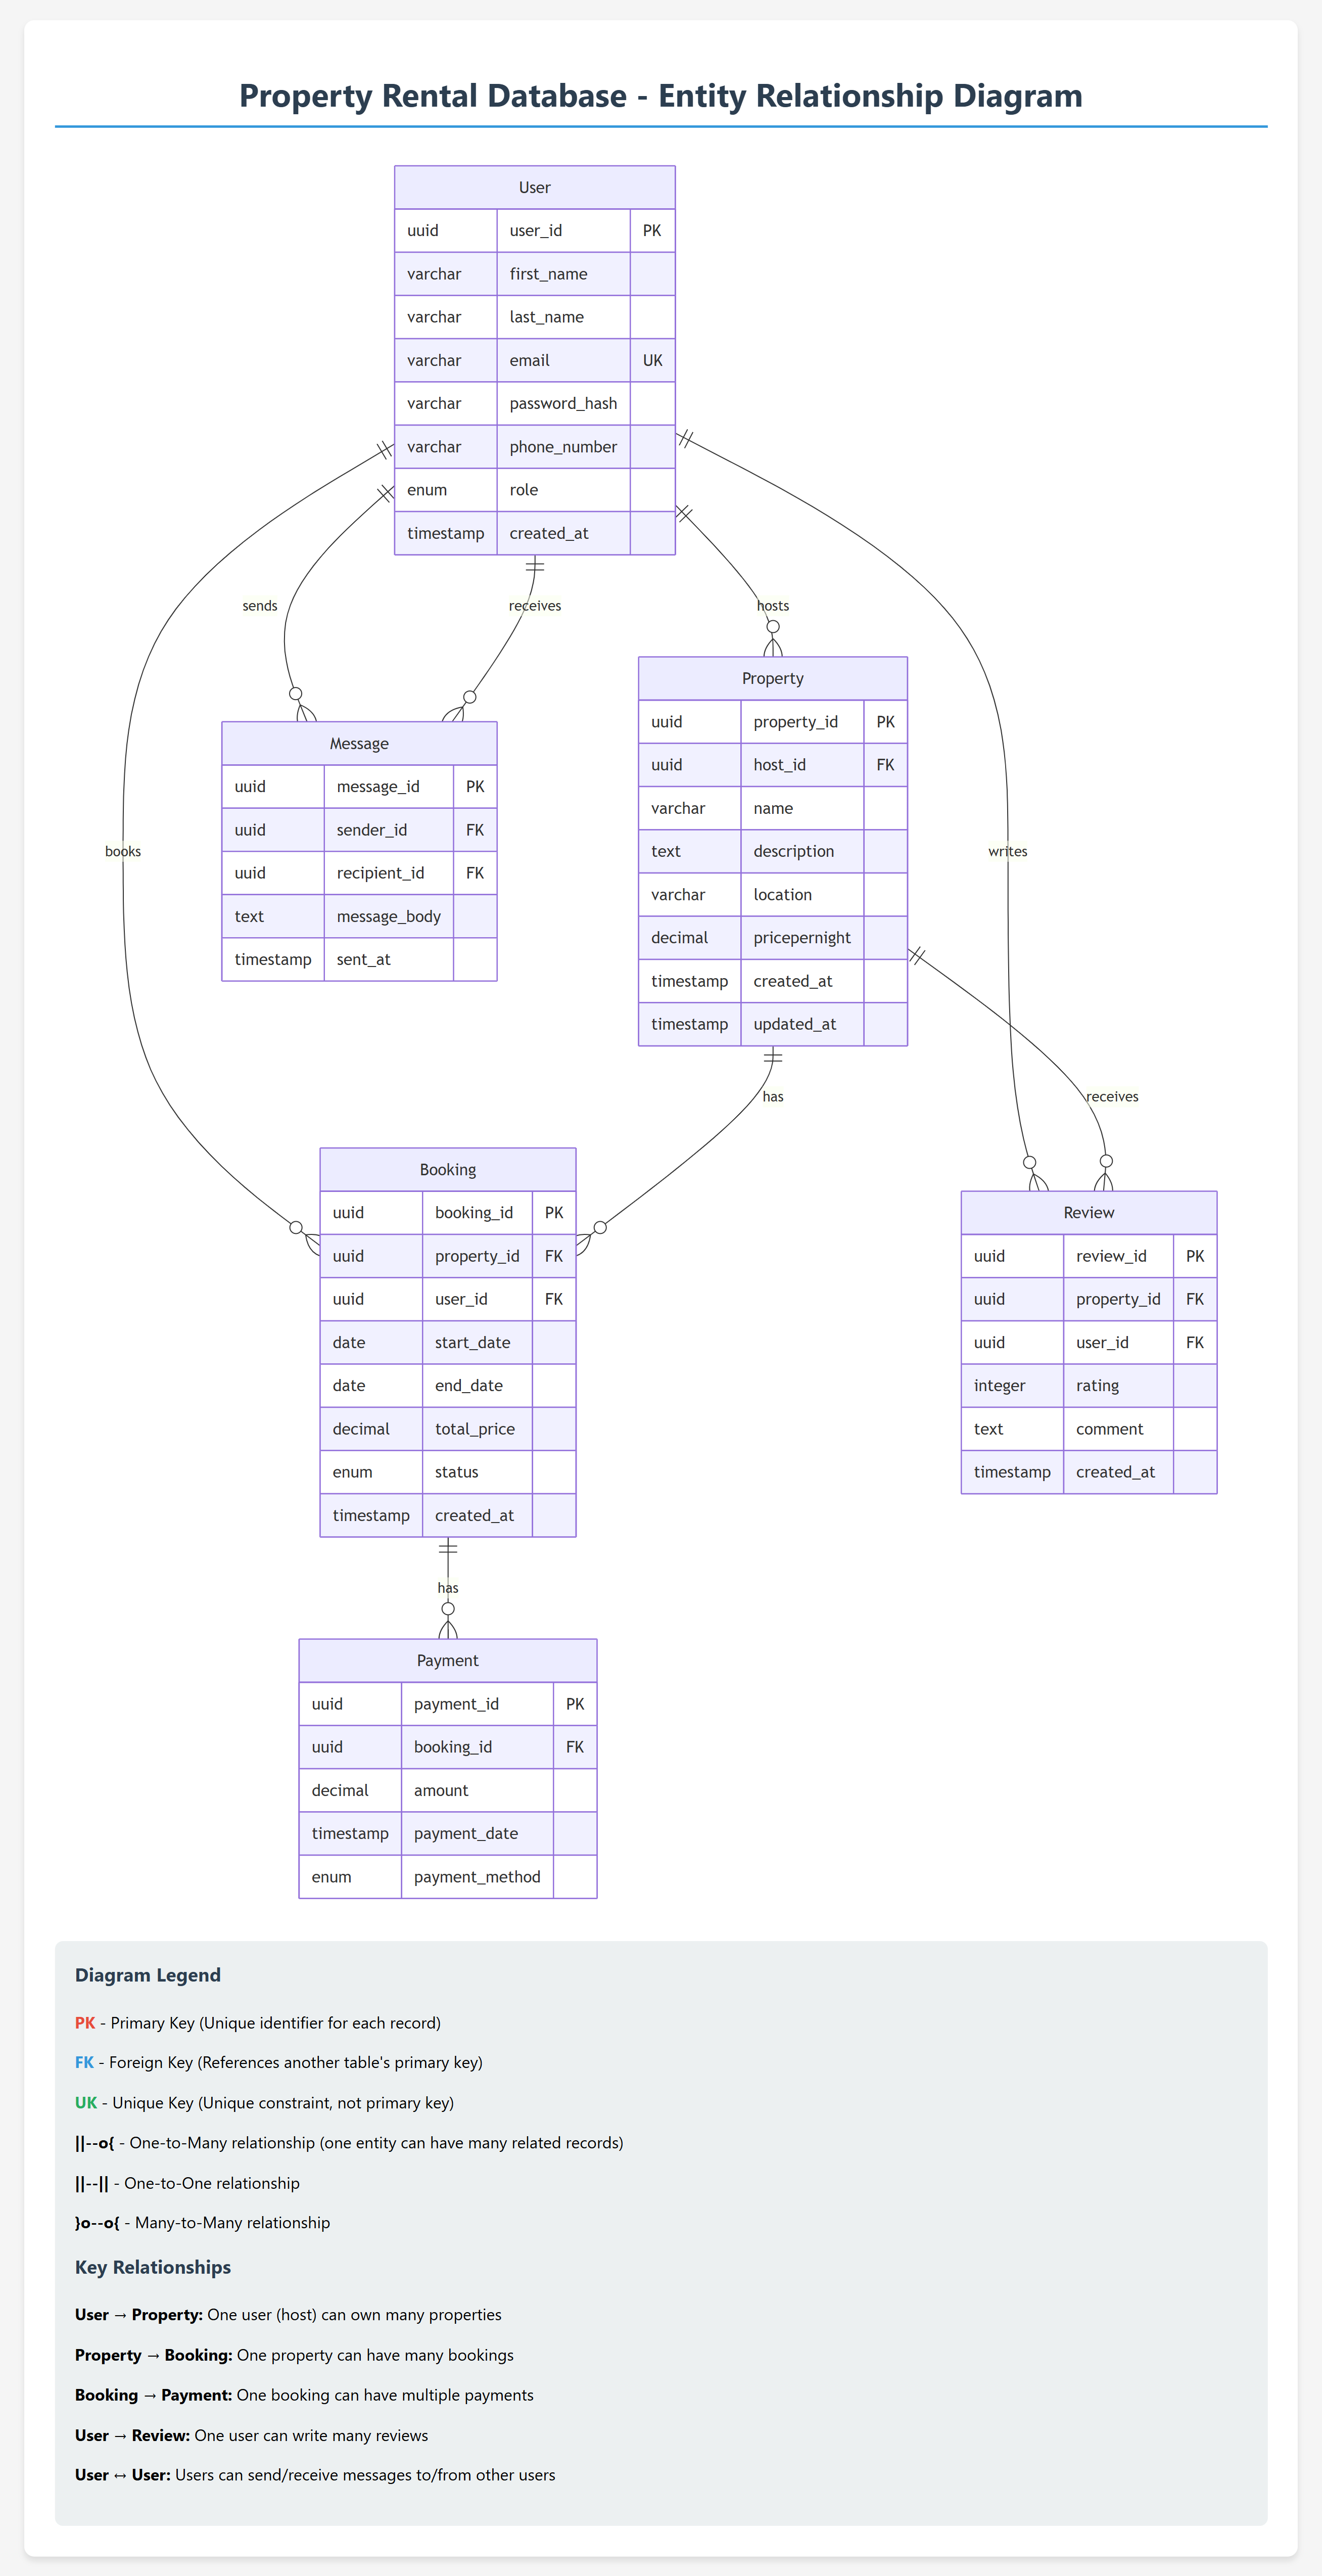 Property Rental Database - Entity Relationship Diagram
User
uuid user_id PK
varchar first_name
varchar last_name
varchar email UK
varchar password_hash
varchar phone_number
enum role
timestamp created_at
sends
receives
hosts
books
writes
Message
uuid message_id PK
uuid sender_id FK
uuid recipient_id FK
text message_body
timestamp sent_at
Property
uuid property_id PK
uuid host_id FK
varchar name
text description
varchar location
decimal pricepernight
timestamp created_at
timestamp updated_at
has
receives
Booking
uuid booking_id PK
uuid property_id FK
uuid user_id FK
date start_date
date end_date
decimal total_price
enum status
timestamp created_at
Review
uuid review_id PK
uuid property_id FK
uuid user_id FK
integer rating
text comment
timestamp created_at
has
Payment
uuid payment_id PK
uuid booking_id FK
decimal amount
timestamp payment_date
enum payment_method
Diagram Legend
PK - Primary Key (Unique identifier for each record)
FK - Foreign Key (References another table's primary key)
UK - Unique Key (Unique constraint, not primary key)
||--o{ - One-to-Many relationship (one entity can have many related records)
||--|| - One-to-One relationship
}o--o{ - Many-to-Many relationship
Key Relationships
User → Property: One user (host) can own many properties
Property → Booking: One property can have many bookings
Booking → Payment: One booking can have multiple payments
User → Review: One user can write many reviews
User ↔ User: Users can send/receive messages to/from other users